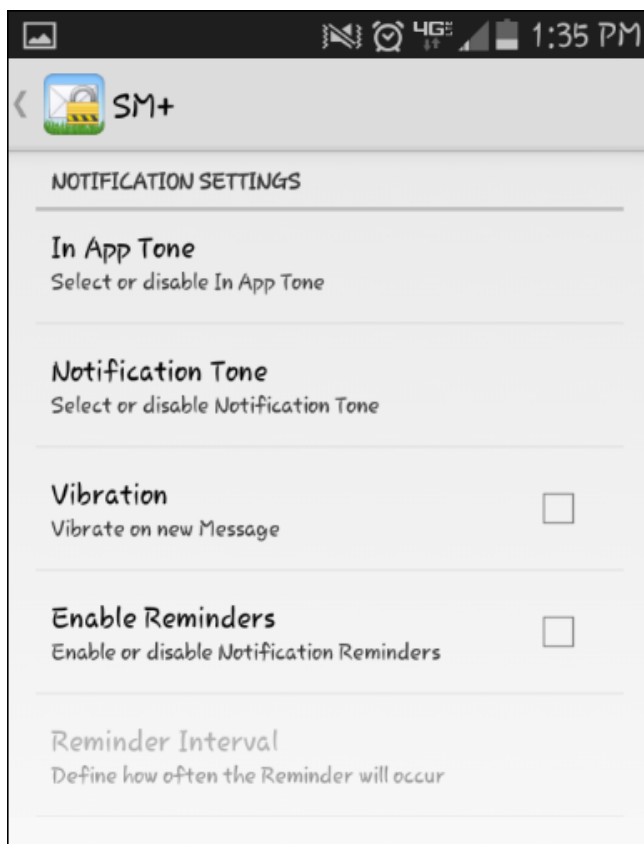 4G 1:35 PM
SM+
NOTIFICATION SETTINGS
In App Tone
Select or disable In App Tone
Notification Tone
Select or disable Notification Tone
Vibration
Vibrate on new Message
Enable Reminders
Enable or disable Notification Reminders
Reminder Interval
Define how often the Reminder will occur